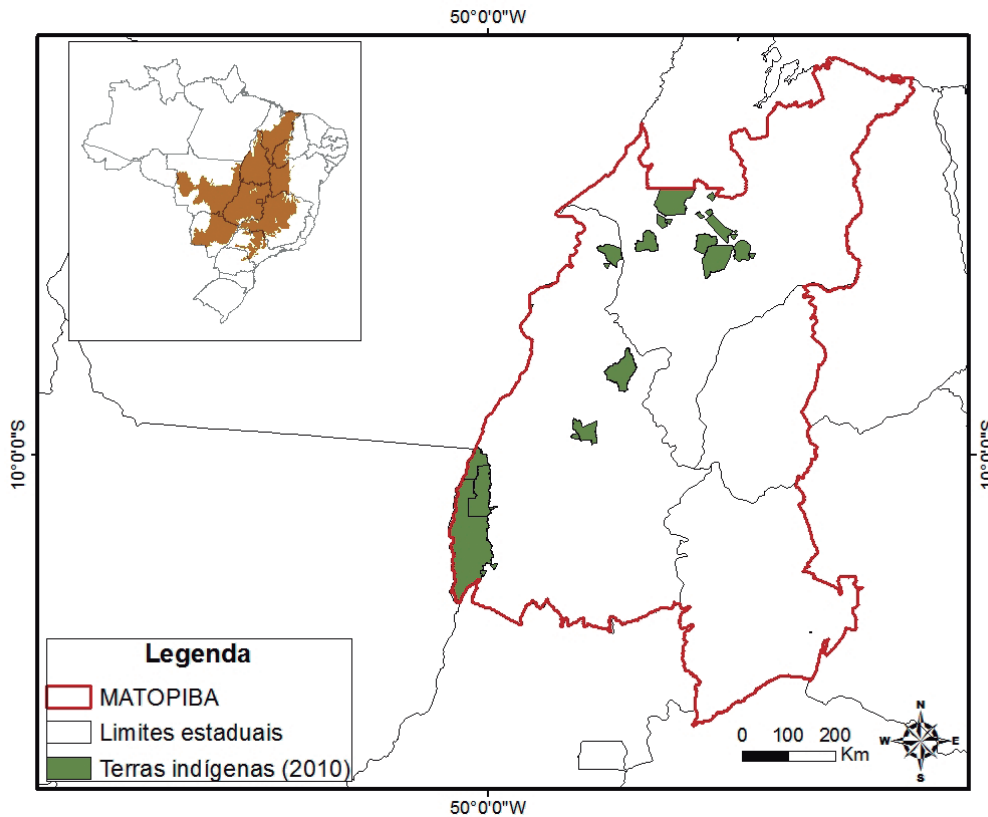 50°0'0"W
10°0'0"S
10°0'0"S
Legenda
MATOPIBA
Limites estaduais
Terras indígenas (2010)
0 100 200
Km
N
W E
S
50°0'0"W